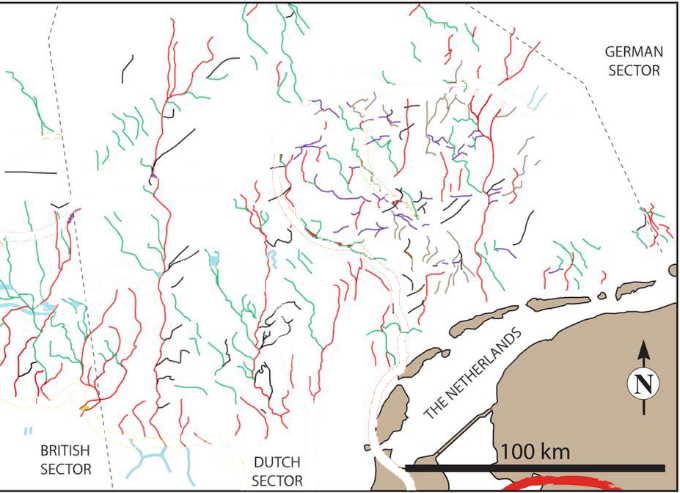 GERMAN
SECTOR
THE NETHERLANDS
N
100 km
BRITISH
SECTOR
DUTCH
SECTOR